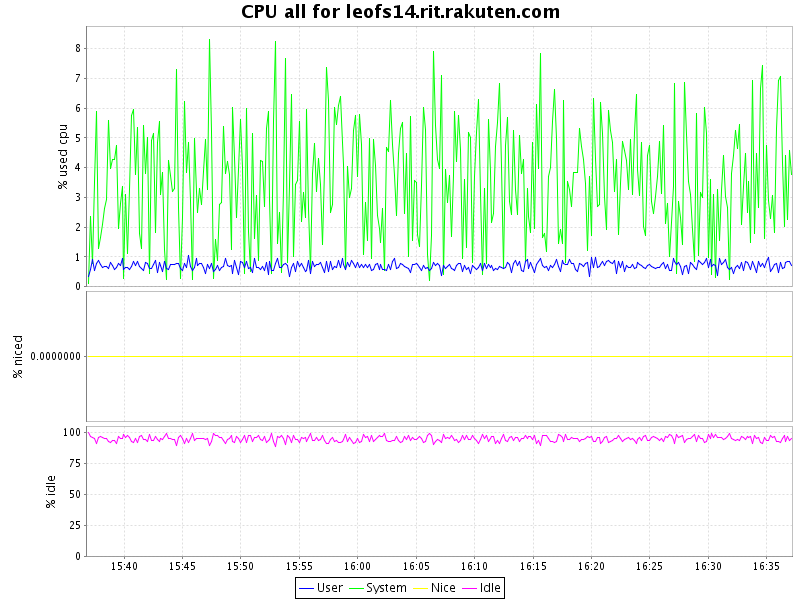 CPU all for leofs14.rit.rakuten.com
% used cpu
8
7
6
5
4
3
2
1
0
% niced
0.0000000
% idle
100
75
50
25
0
15:40 15:45 15:50 15:55 16:00 16:05 16:10 16:15 16:20 16:25 16:30 16:35
User System Nice Idle